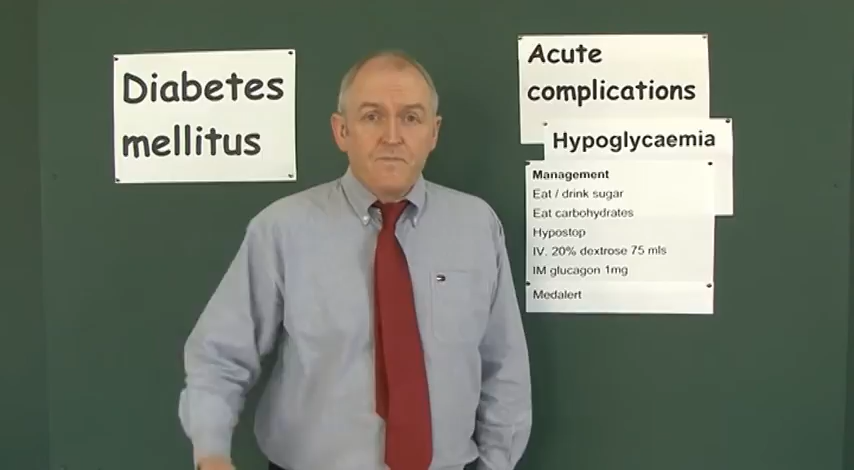 Diabetes
mellitus
Acute
complications
Hypoglycaemia
Management
Eat / drink sugar
Eat carbohydrates
Hypostop
IV. 20% dextrose 75 mls
IM glucagon 1mg
Medalert